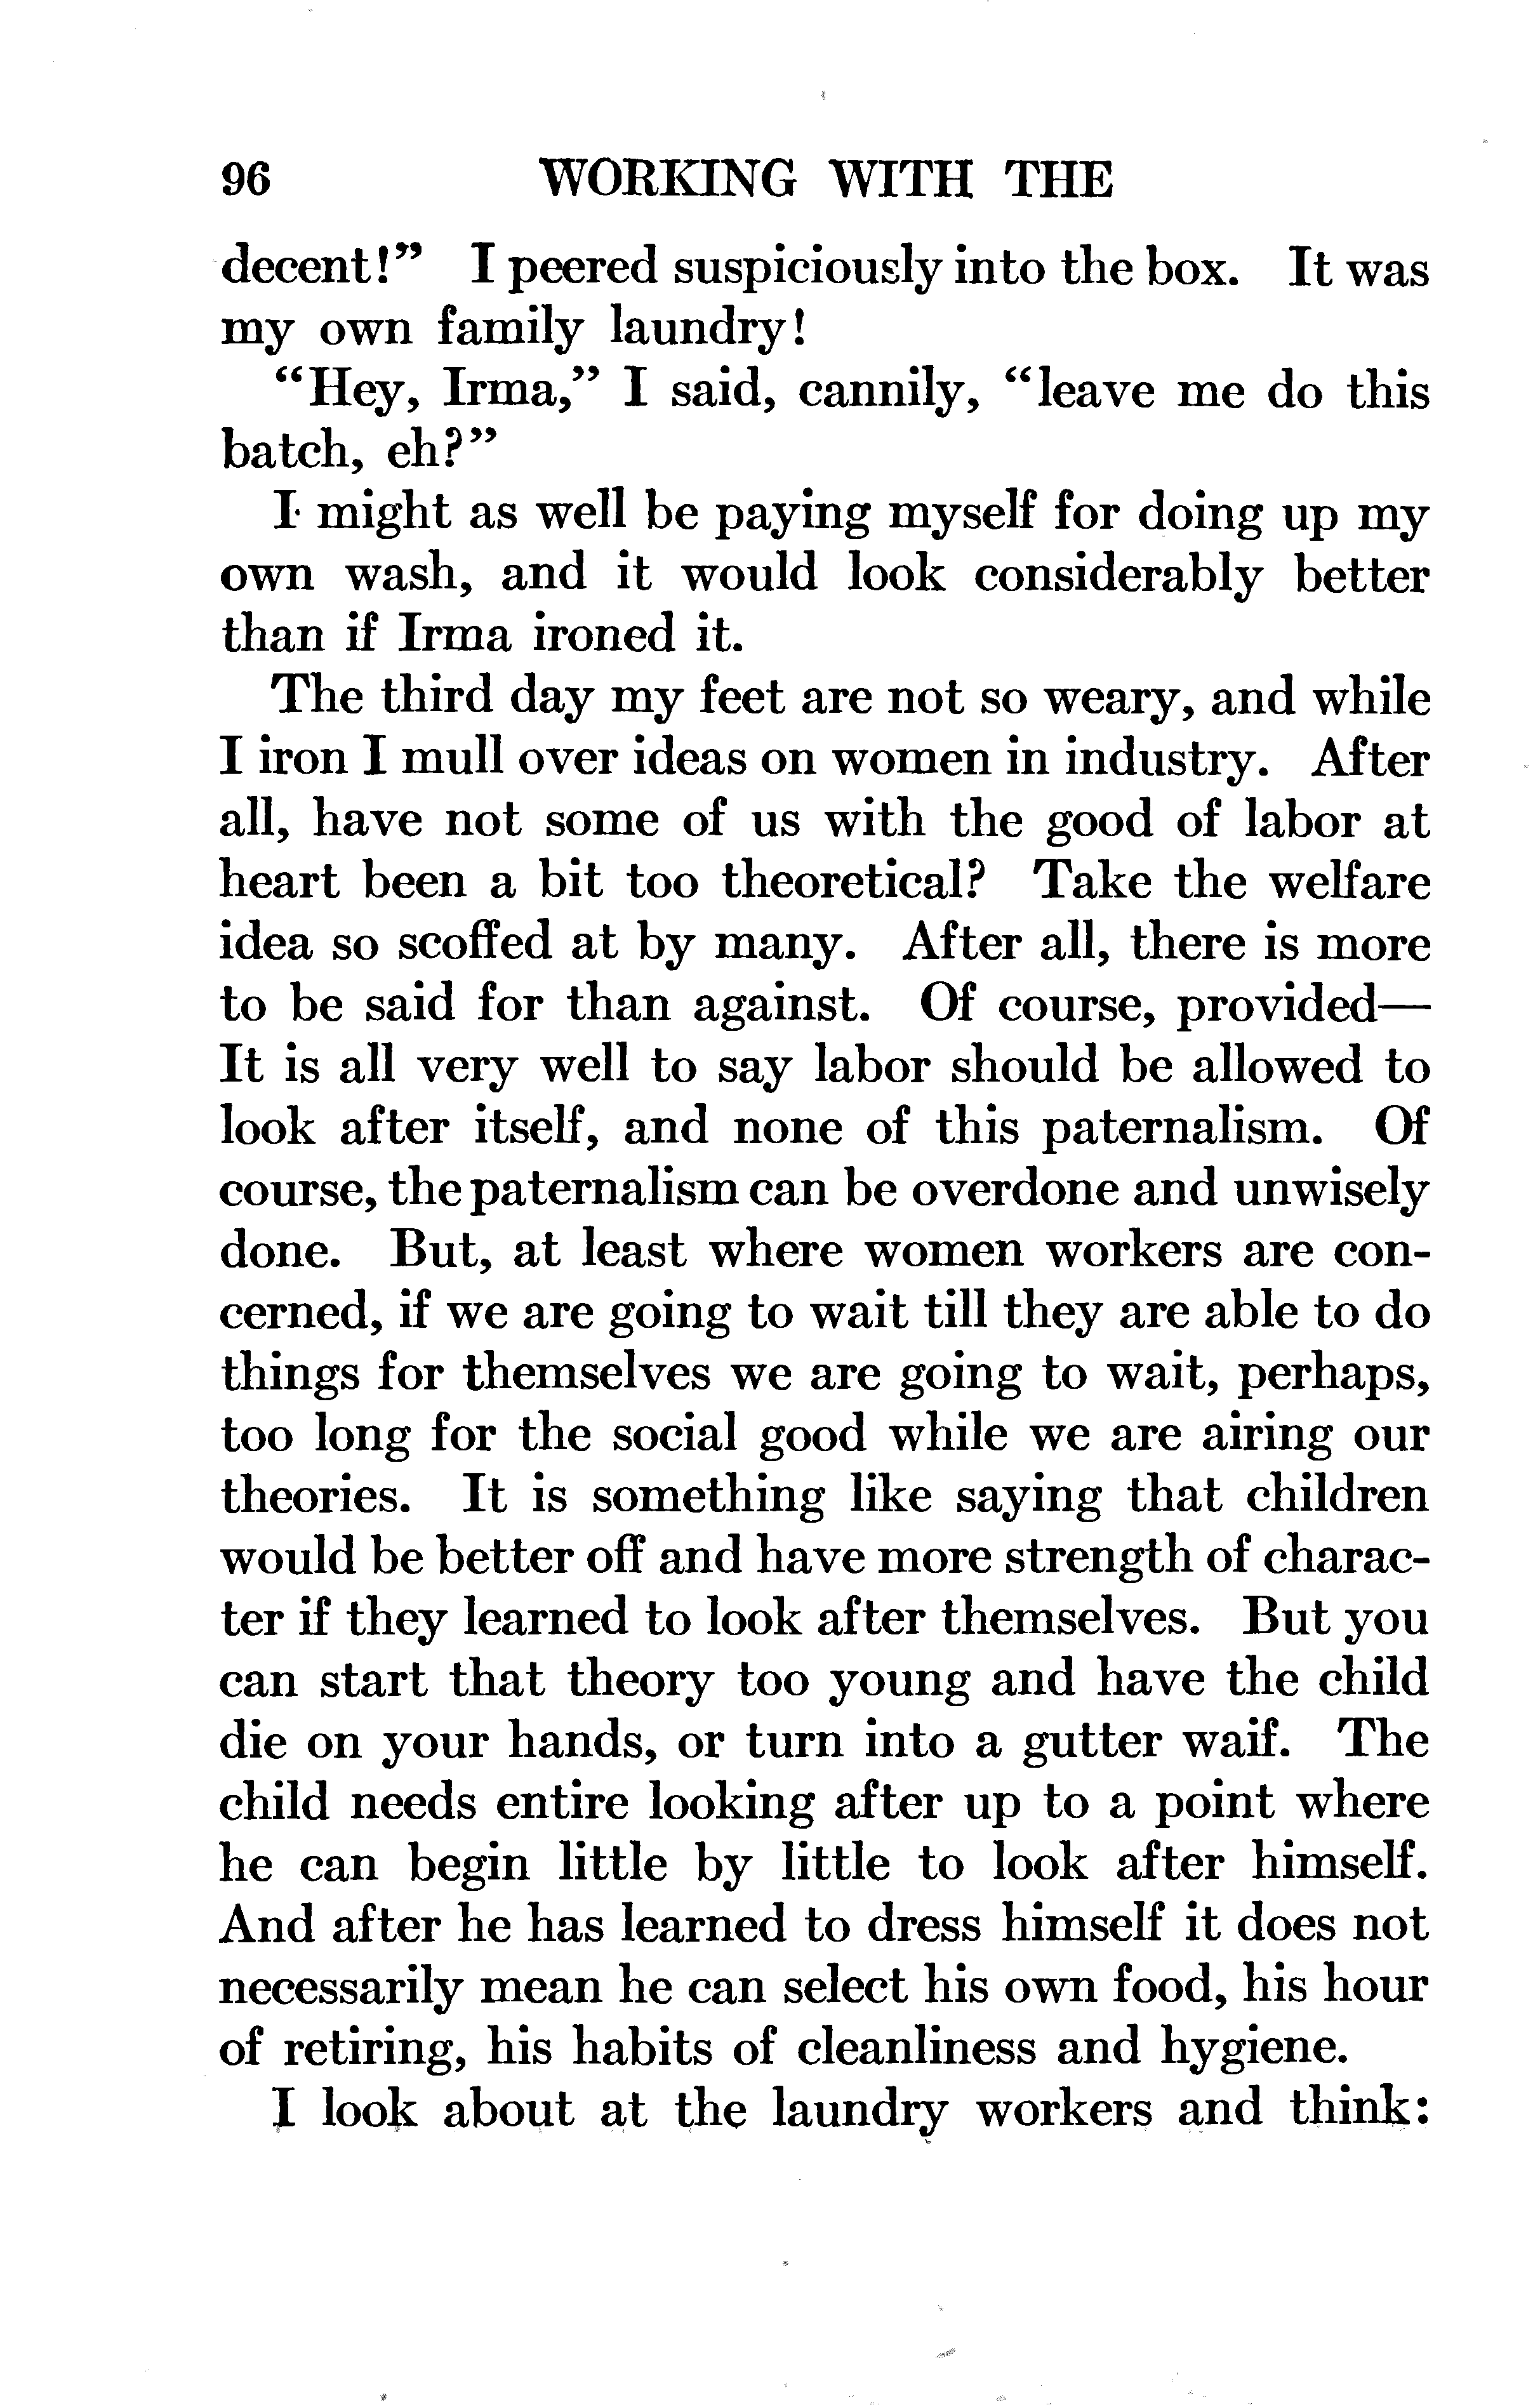 96 WORKING WITH THE
decent!" I peered suspiciously into the box. It was
my own family laundry!
"Hey, Irma," I said, cannily, "leave me do this
batch, eh?"
I might as well be paying myself for doing up my
own wash, and it would look considerably better
than if Irma ironed it.
The third day my feet are not so weary, and while
I iron I mull over ideas on women in industry. After
all, have not some of us with the good of labor at
heart been a bit too theoretical? Take the welfare
idea so scoffed at by many. After all, there is more
to be said for than against. Of course, provided—
It is all very well to say labor should be allowed to
look after itself, and none of this paternalism. Of
course, the paternalism can be overdone and unwisely
done. But, at least where women workers are con-
cerned, if we are going to wait till they are able to do
things for themselves we are going to wait, perhaps,
too long for the social good while we are airing our
theories. It is something like saying that children
would be better off and have more strength of charac-
ter if they learned to look after themselves. But you
can start that theory too young and have the child
die on your hands, or turn into a gutter waif. The
child needs entire looking after up to a point where
he can begin little by little to look after himself.
And after he has learned to dress himself it does not
necessarily mean he can select his own food, his hour
of retiring, his habits of cleanliness and hygiene.
I look about at the laundry workers and think: